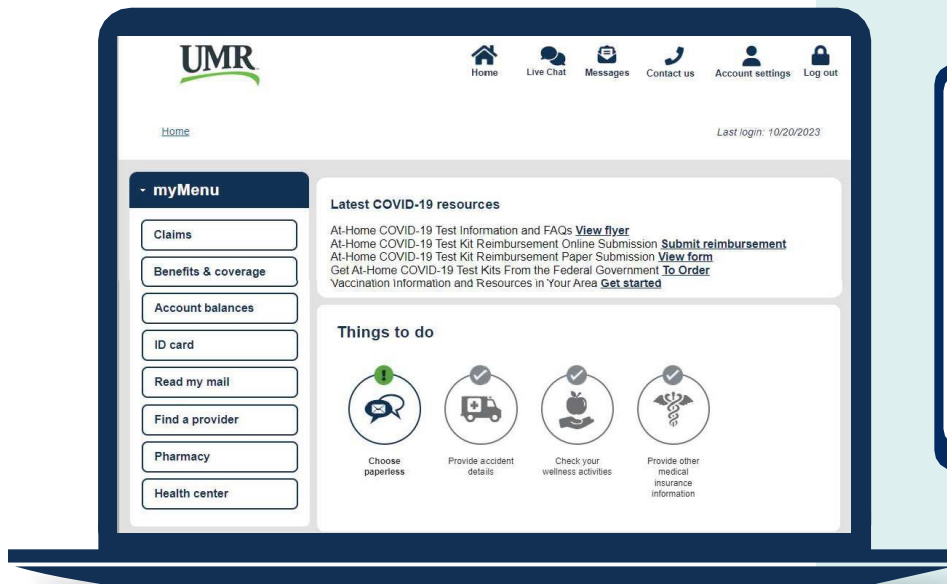 UMR
Home
Live Chat
Messages
Contact us
Account settings
Log out
Home
Last login: 10/20/2023
myMenu
Claims
Benefits & coverage
Account balances
ID card
Read my mail
Find a provider
Pharmacy
Health center
Latest COVID-19 resources
At-Home COVID-19 Test Information and FAQs View flyer
At-Home COVID-19 Test Kit Reimbursement Online Submission Submit reimbursement
At-Home COVID-19 Test Kit Reimbursement Paper Submission View form
Get At-Home COVID-19 Test Kits From the Federal Government To Order
Vaccination Information and Resources in Your Area Get started
Things to do
!
Choose
paperless
Provide accident
details
Check your
wellness activities
Provide other
medical
insurance
information